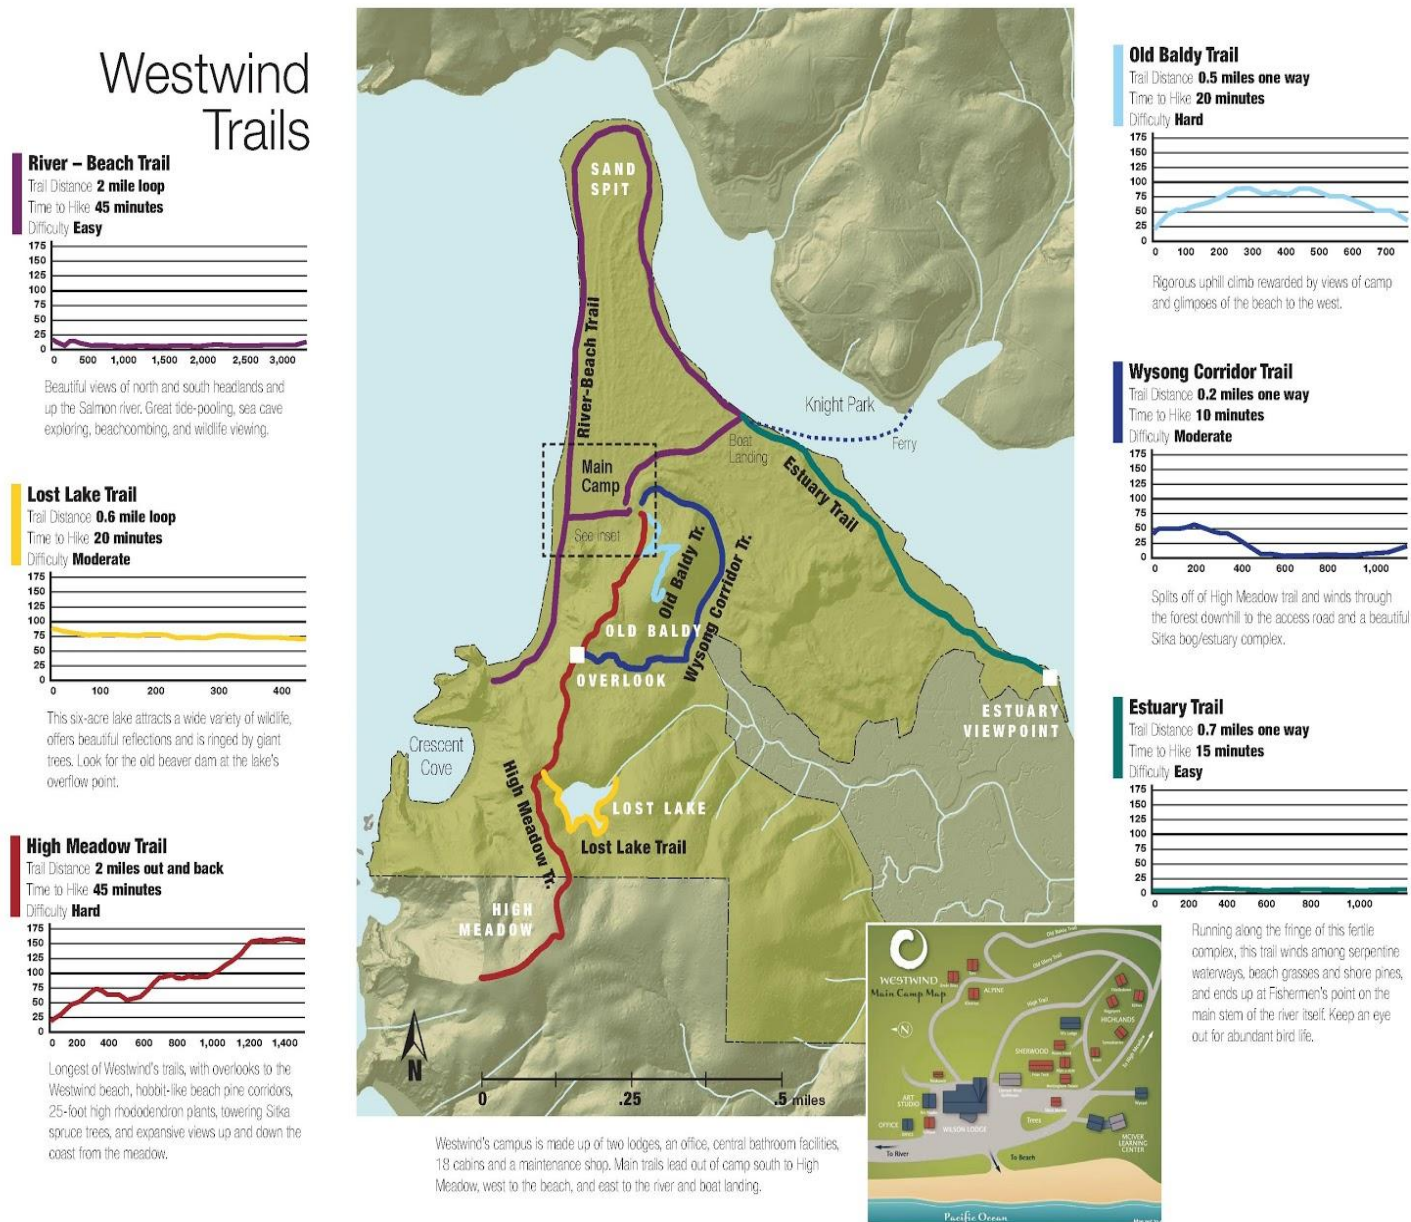 Westwind
Trails
River – Beach Trail
Trail Distance 2 mile loop
Time to Hike 45 minutes
Difficulty Easy
175
150
125
100
75
50
25
0
0 500 1,000 1,500 2,000 2,500 3,000
Beautiful views of north and south headlands and
up the Salmon river. Great tide-pooling, sea cave
exploring, beachcombing, and wildlife viewing.
Lost Lake Trail
Trail Distance 0.6 mile loop
Time to Hike 20 minutes
Difficulty Moderate
175
150
125
100
75
50
25
0
0 100 200 300 400
This six-acre lake attracts a wide variety of wildlife,
offers beautiful reflections and is ringed by giant
trees. Look for the old beaver dam at the lake's
overflow point.
High Meadow Trail
Trail Distance 2 miles out and back
Time to Hike 45 minutes
Difficulty Hard
175
150
125
100
75
50
25
0
0 200 400 600 800 1,000 1,200 1,400
Longest of Westwind's trails, with overlooks to the
Westwind beach, hobbit-like beach pine corridors,
25-foot high rhododendron plants, towering Sitka
spruce trees, and expansive views up and down the
coast from the meadow.
SAND
SPIT
River-Beach Trail
Knight Park
Ferry
Boat
Landing
Main
Camp
See inset
Estuary Trail
Old Baldy Tr.
Wysong Corridor Tr.
OLD BALDY
OVERLOOK
ESTUARY
VIEWPOINT
Crescent
Cove
High Meadow Tr.
LOST LAKE
Lost Lake Trail
HIGH
MEADOW
N
0 .25 .5 miles
Westwind's campus is made up of two lodges, an office, central bathroom facilities,
18 cabins and a maintenance shop. Main trails lead out of camp south to High
Meadow, west to the beach, and east to the river and boat landing.
Old Baldy Trail
Trail Distance 0.5 miles one way
Time to Hike 20 minutes
Difficulty Hard
175
150
125
100
75
50
25
0
0 100 200 300 400 500 600 700
Rigorous uphill climb rewarded by views of camp
and glimpses of the beach to the west.
Wysong Corridor Trail
Trail Distance 0.2 miles one way
Time to Hike 10 minutes
Difficulty Moderate
175
150
125
100
75
50
25
0
0 200 400 600 800 1,000
Splits off of High Meadow trail and winds through
the forest downhill to the access road and a beautiful
Sitka bog/estuary complex.
Estuary Trail
Trail Distance 0.7 miles one way
Time to Hike 15 minutes
Difficulty Easy
175
150
125
100
75
50
25
0
0 200 400 600 800 1,000
Running along the fringe of this fertile
complex, this trail winds among serpentine
waterways, beach grasses and shore pines,
and ends up at Fishermen's point on the
main stem of the river itself. Keep an eye
out for abundant bird life.
WESTWIND
Main Camp Map
N
Old Baldy Trail
ALPINE
High Trail
HIGHLANDS
SHERWOOD
To High Meadow
ART
STUDIO
OFFICE
WILSON LODGE
Trees
MCIVER
LEARNING
CENTER
To River
To Beach
Pacific Ocean